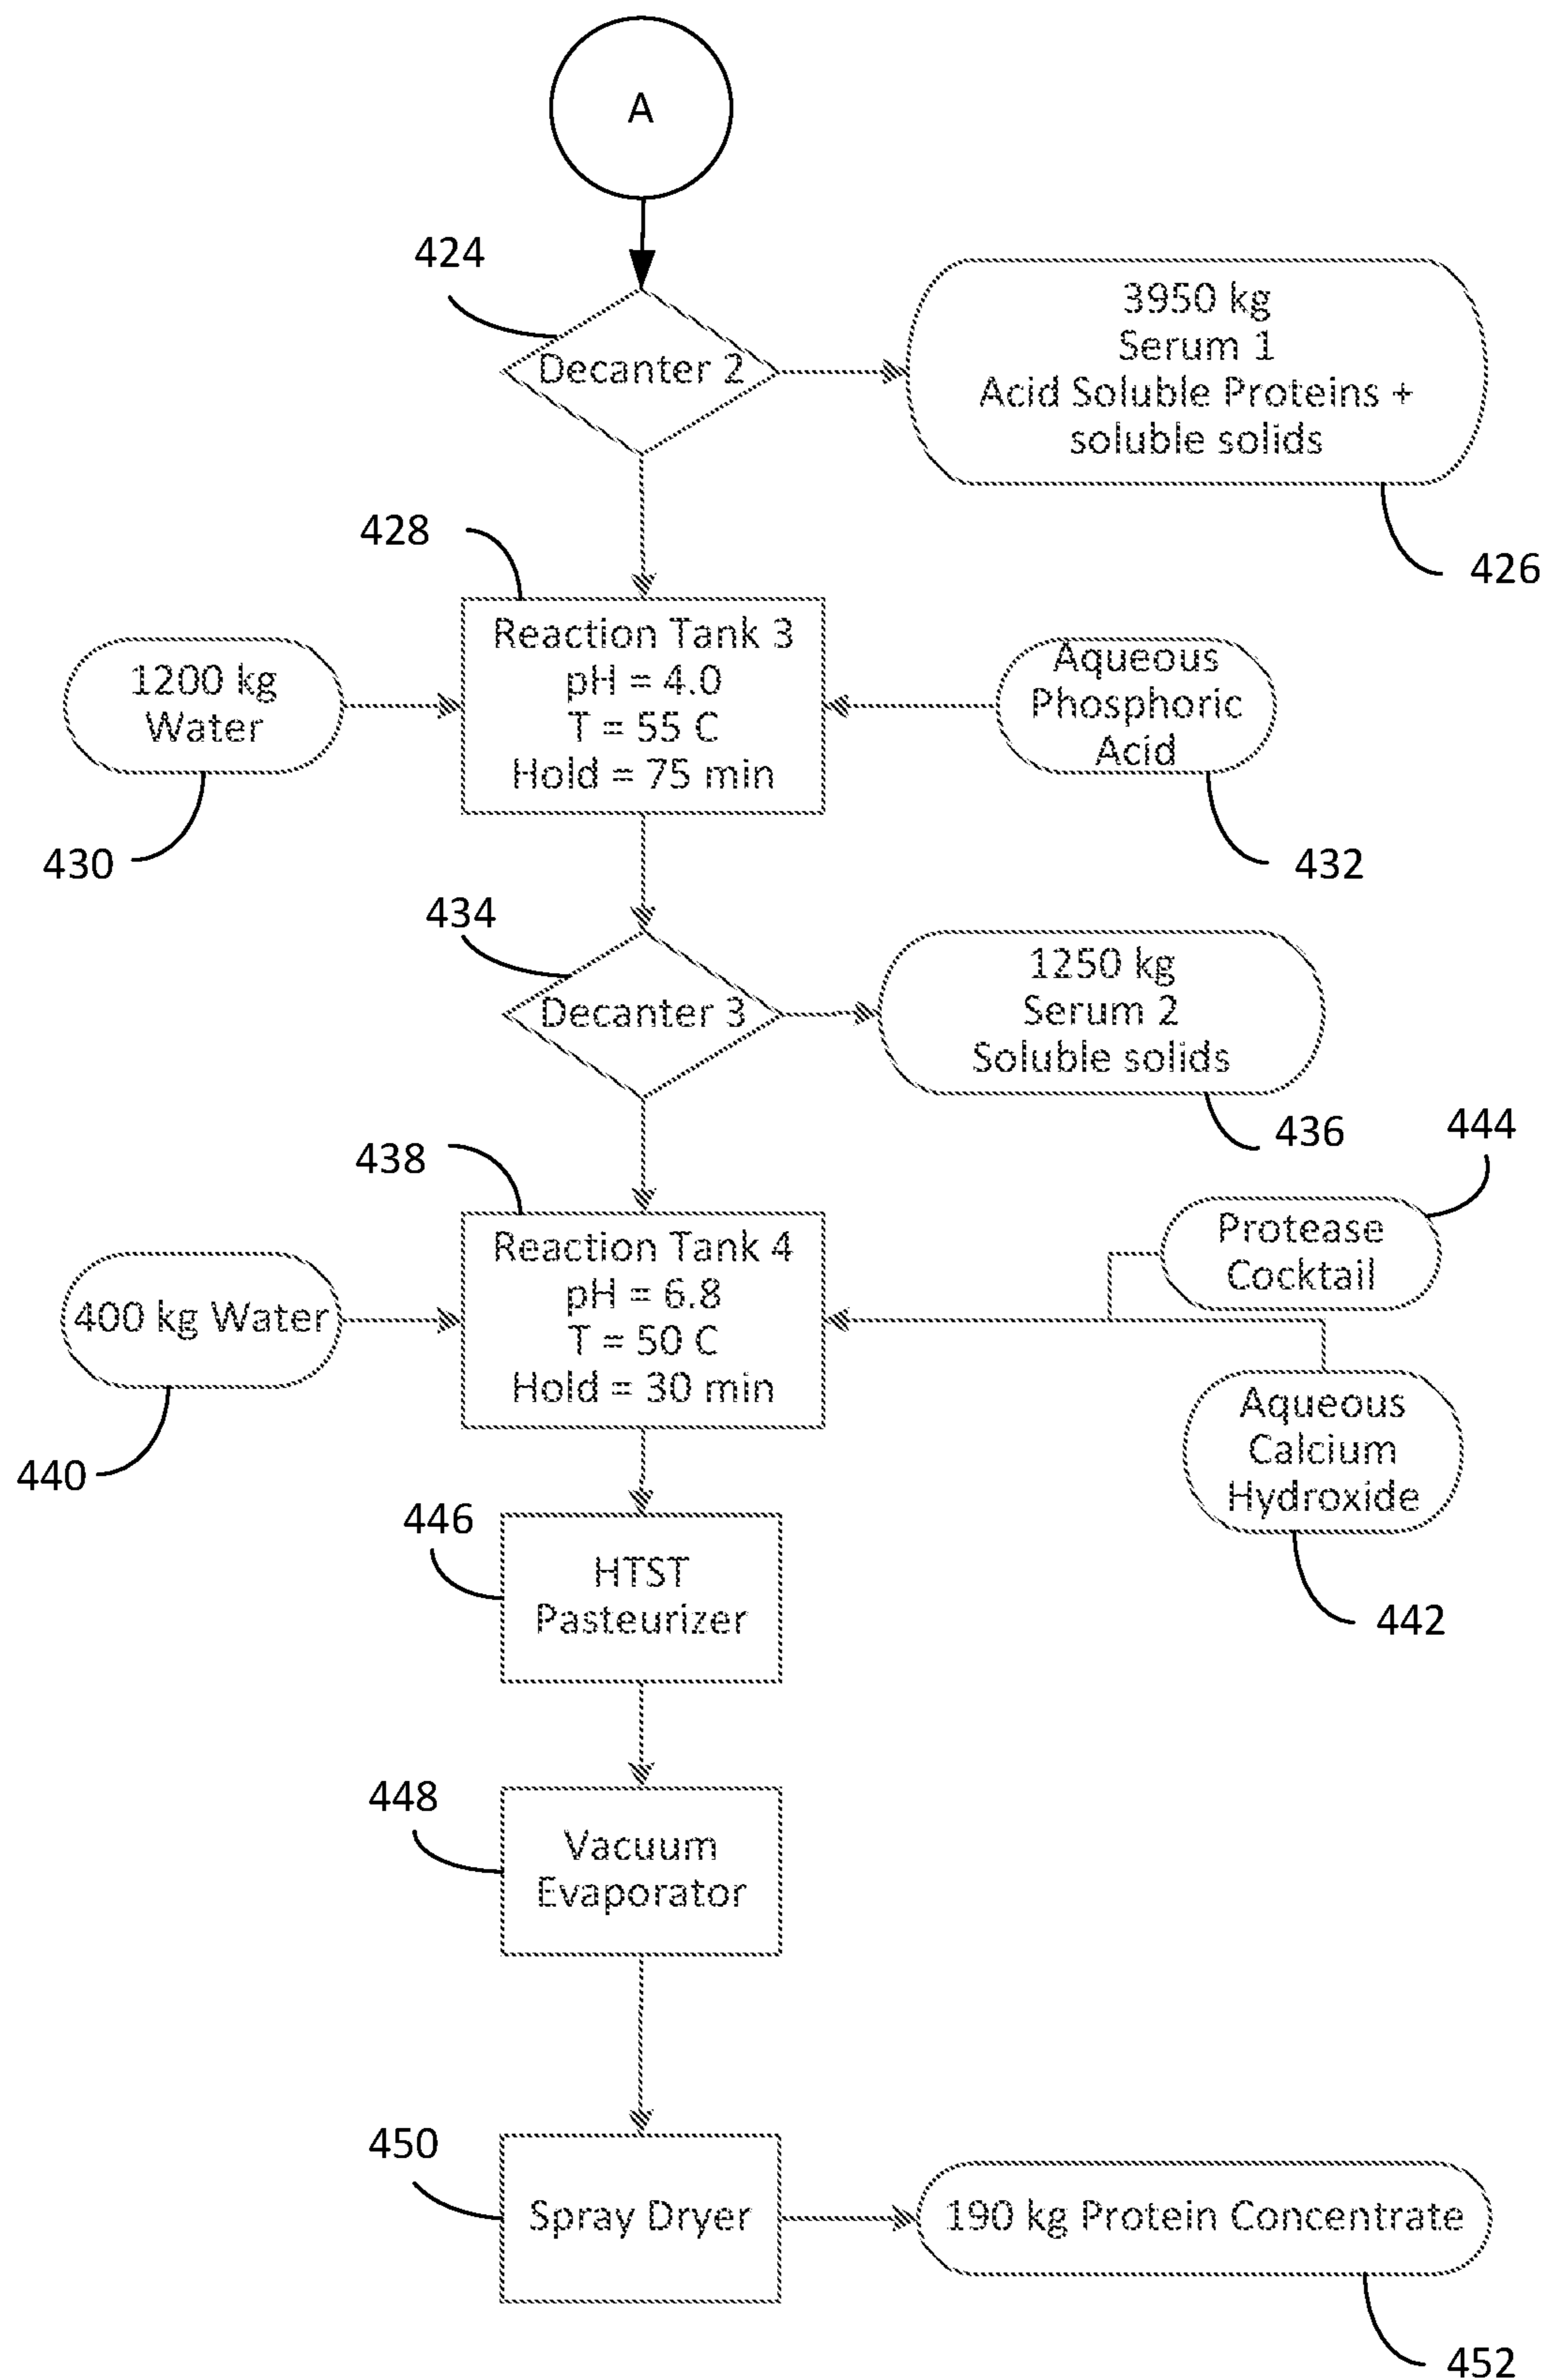 A
424
Decanter 2
3950 kg
Serum 1
Acid Soluble Proteins +
soluble solids
426
428
Reaction Tank 3
pH = 4.0
T = 55 C
Hold = 75 min
1200 kg
Water
430
Aqueous
Phosphoric
Acid
432
434
Decanter 3
1250 kg
Serum 2
Soluble solids
436
438
Reaction Tank 4
pH = 6.8
T = 50 C
Hold = 30 min
400 kg Water
440
444
Protease
Cocktail
Aqueous
Calcium
Hydroxide
442
446
HTST
Pasteurizer
448
Vacuum
Evaporator
450
Spray Dryer
190 kg Protein Concentrate
452